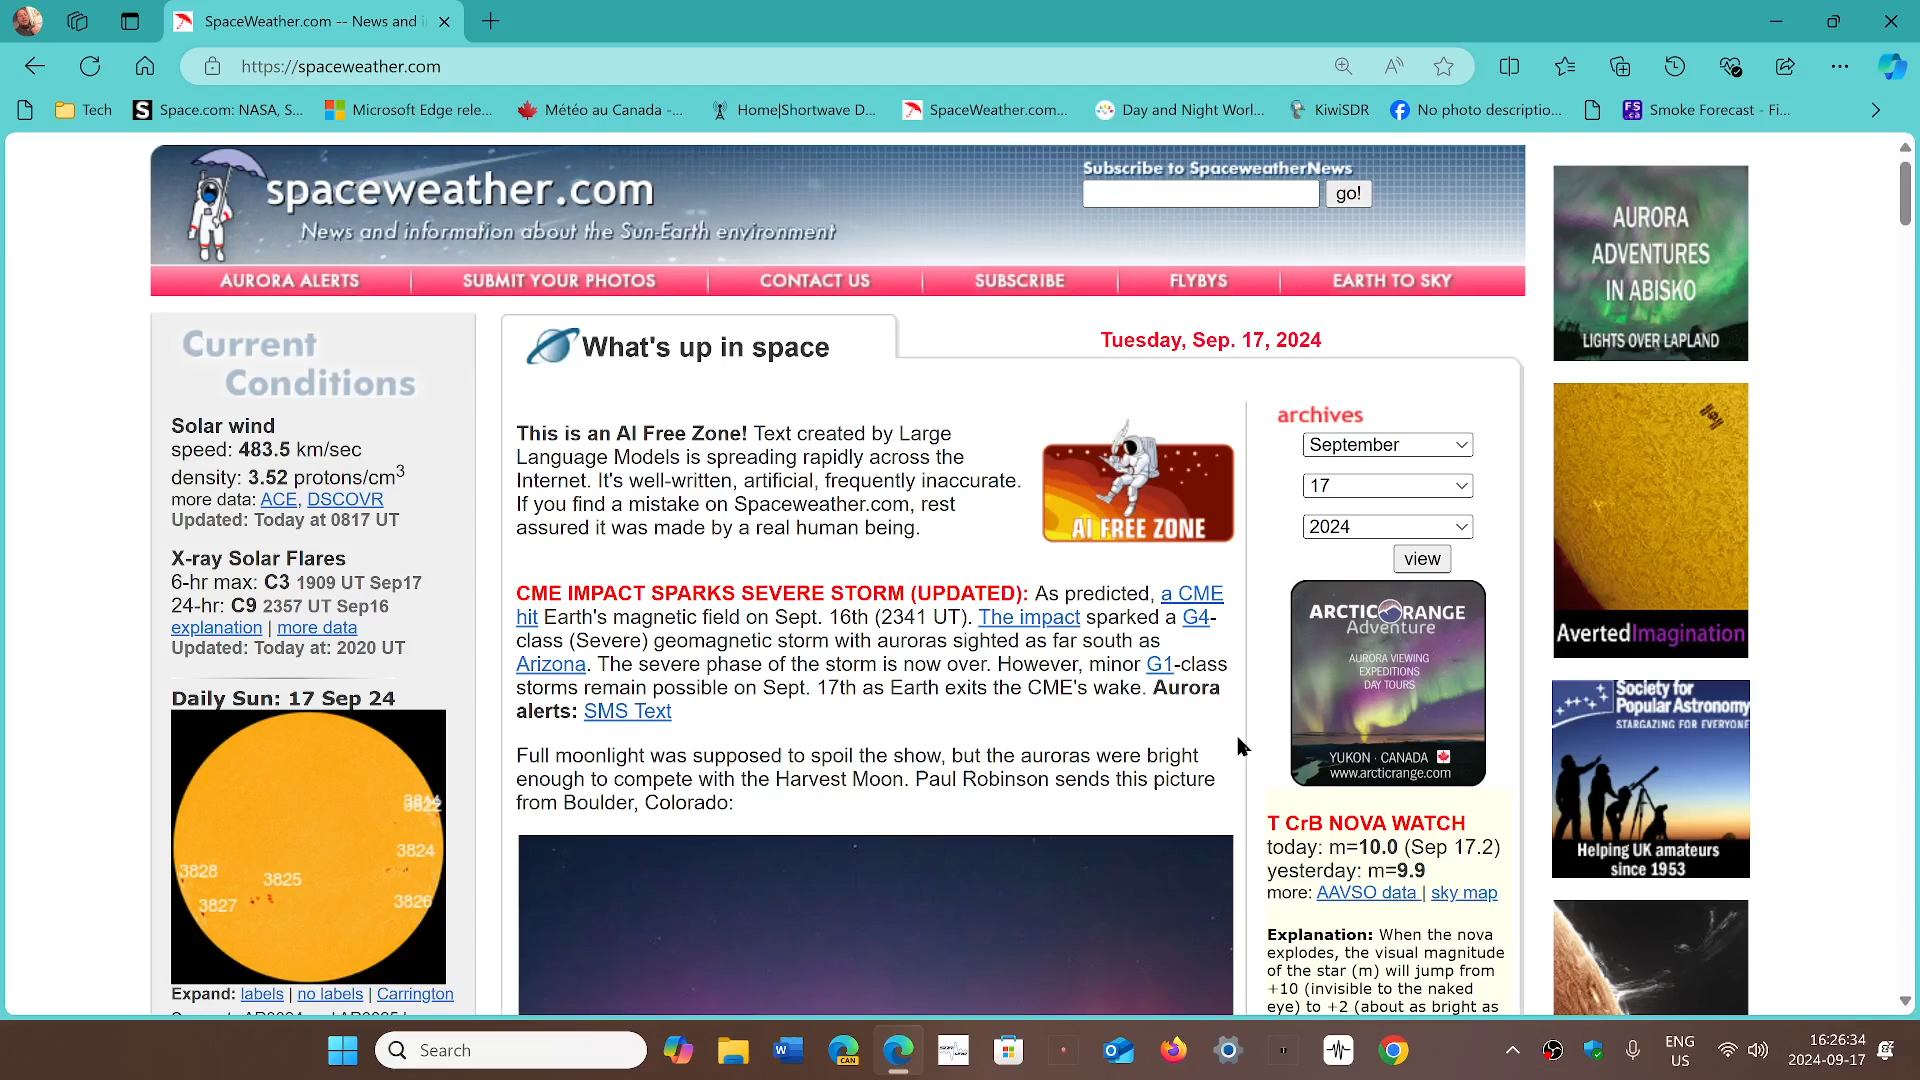 SpaceWeather.com -- News and i
https://spaceweather.com
Tech
Space.com: NASA, S...
Microsoft Edge rele...
Météo au Canada -...
Home|Shortwave D...
SpaceWeather.com...
Day and Night Worl...
KiwiSDR
No photo descriptio...
Smoke Forecast - Fi...
spaceweather.com
News and information about the Sun-Earth environment
Subscribe to SpaceweatherNews
go!
AURORA ALERTS
SUBMIT YOUR PHOTOS
CONTACT US
SUBSCRIBE
FLYBYS
EARTH TO SKY
Current
Conditions
Solar wind
speed: 483.5 km/sec
density: 3.52 protons/cm3
more data: ACE, DSCOVR
Updated: Today at 0817 UT
X-ray Solar Flares
6-hr max: C3 1909 UT Sep17
24-hr: C9 2357 UT Sep16
explanation | more data
Updated: Today at: 2020 UT
Daily Sun: 17 Sep 24
3822
3824
3828
3825
3827
3826
Expand: labels | no labels | Carrington
What's up in space
Tuesday, Sep. 17, 2024
This is an AI Free Zone! Text created by Large
Language Models is spreading rapidly across the
Internet. It's well-written, artificial, frequently inaccurate.
If you find a mistake on Spaceweather.com, rest
assured it was made by a real human being.
AI FREE ZONE
CME IMPACT SPARKS SEVERE STORM (UPDATED): As predicted, a CME
hit Earth's magnetic field on Sept. 16th (2341 UT). The impact sparked a G4-
class (Severe) geomagnetic storm with auroras sighted as far south as
Arizona. The severe phase of the storm is now over. However, minor G1-class
storms remain possible on Sept. 17th as Earth exits the CME's wake. Aurora
alerts: SMS Text
Full moonlight was supposed to spoil the show, but the auroras were bright
enough to compete with the Harvest Moon. Paul Robinson sends this picture
from Boulder, Colorado:
archives
September
17
2024
view
ARCTIC RANGE
Adventure
AURORA VIEWING
EXPEDITIONS
DAY TOURS
YUKON · CANADA
www.arcticrange.com
T CrB NOVA WATCH
today: m=10.0 (Sep 17.2)
yesterday: m=9.9
more: AAVSO data | sky map
Explanation: When the nova
explodes, the visual magnitude
of the star (m) will jump from
+10 (invisible to the naked
eye) to +2 (about as bright as
AURORA
ADVENTURES
IN ABISKO
LIGHTS OVER LAPLAND
AvertedImagination
Society for
Popular Astronomy
STARGAZING FOR EVERYONE
Helping UK amateurs
since 1953
Search
CAN
ENG
US
16:26:34
2024-09-17